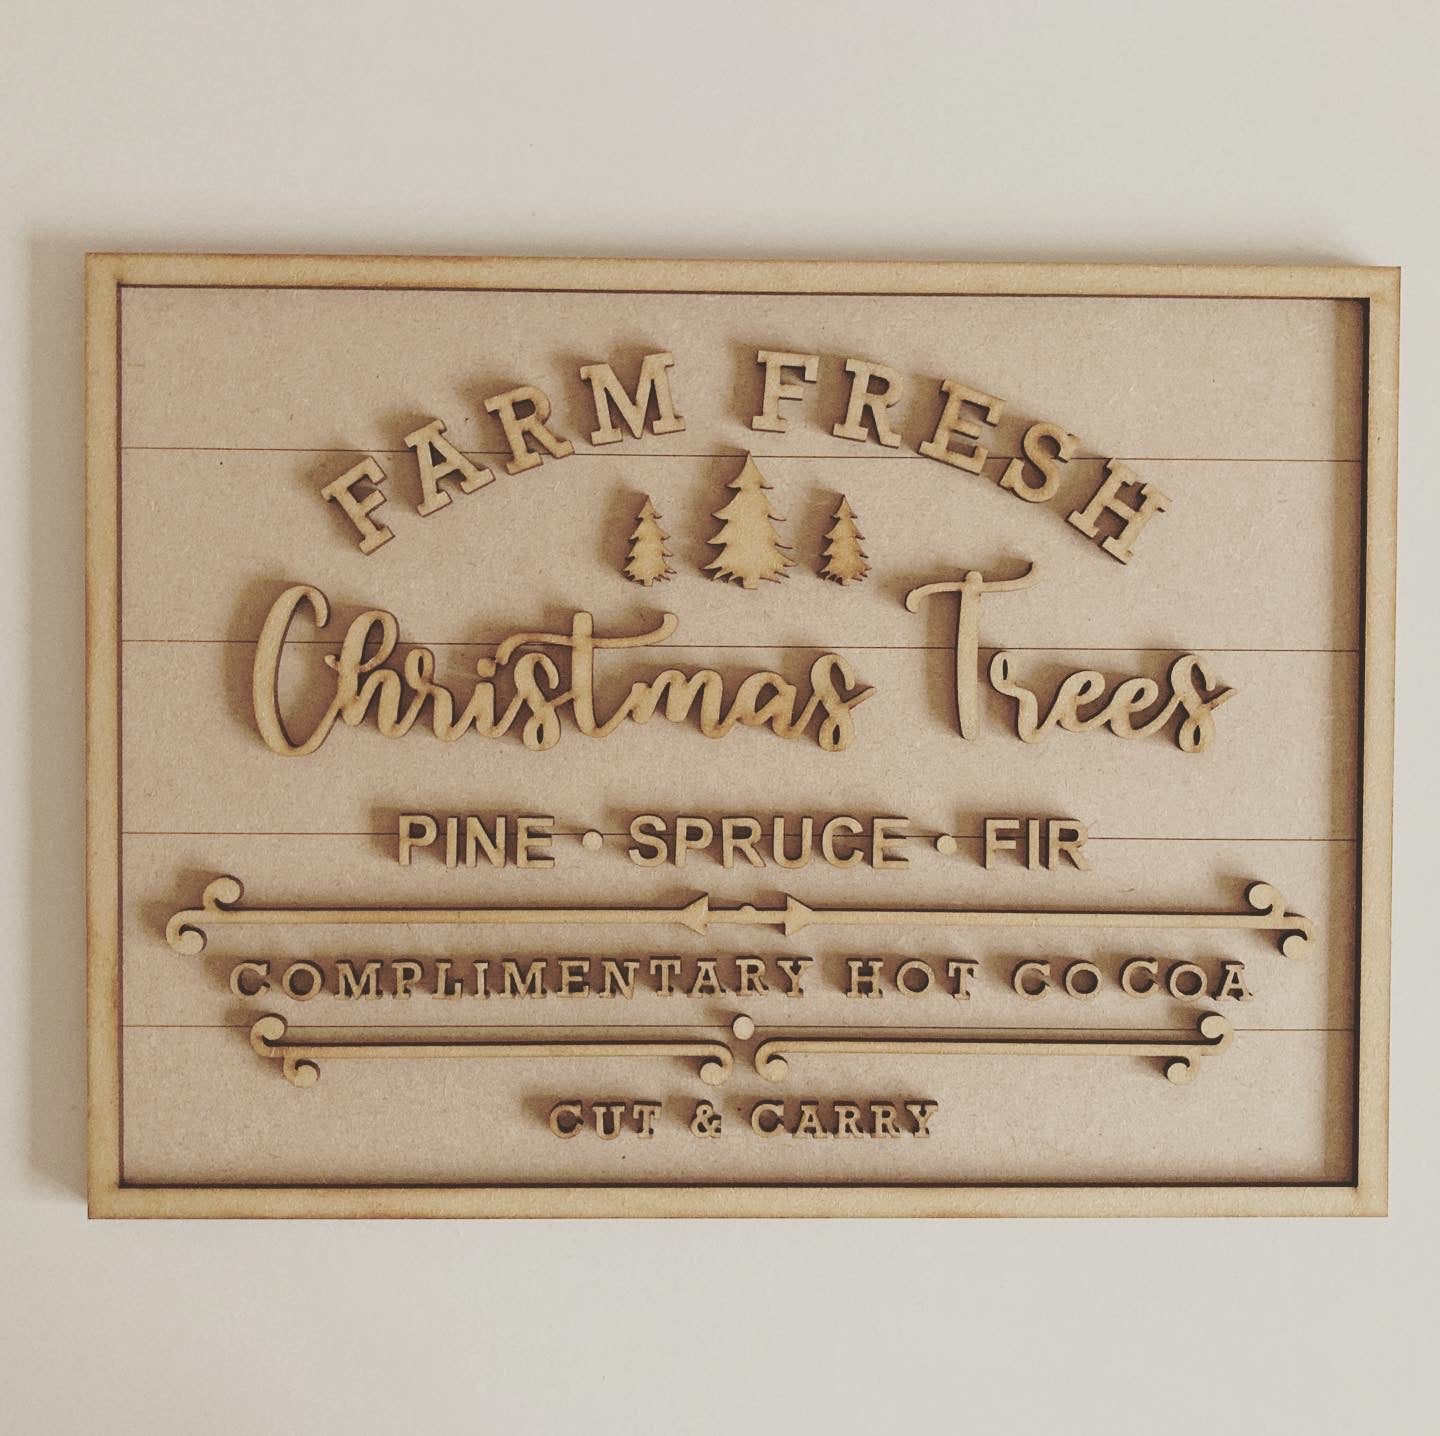 FARM FRESH
Christmas Trees
PINE • SPRUCE • FIR
COMPLIMENTARY HOT COCOA
CUT & CARRY